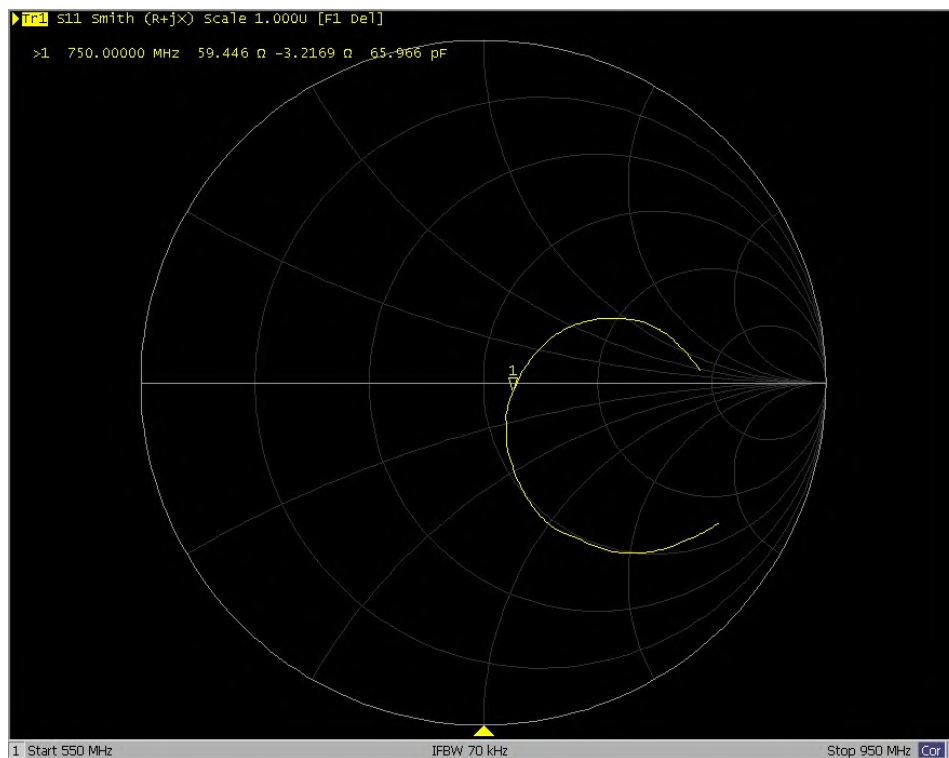 Tr1 S11 Smith (R+jX) Scale 1.000U [F1 Del]
>1 750.00000 MHz 59.446 Ω -3.2169 Ω 65.966 pF
1
1 Start 550 MHz IFBW 70 kHz Stop 950 MHz Cor